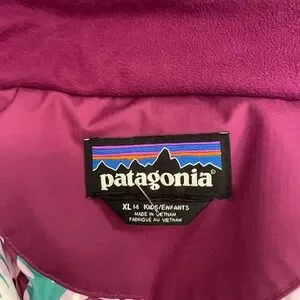 patagonia®
XL 14 KIDS/ENFANTS
MADE IN VIETNAM
FABRIQUÉ AU VIETNAM